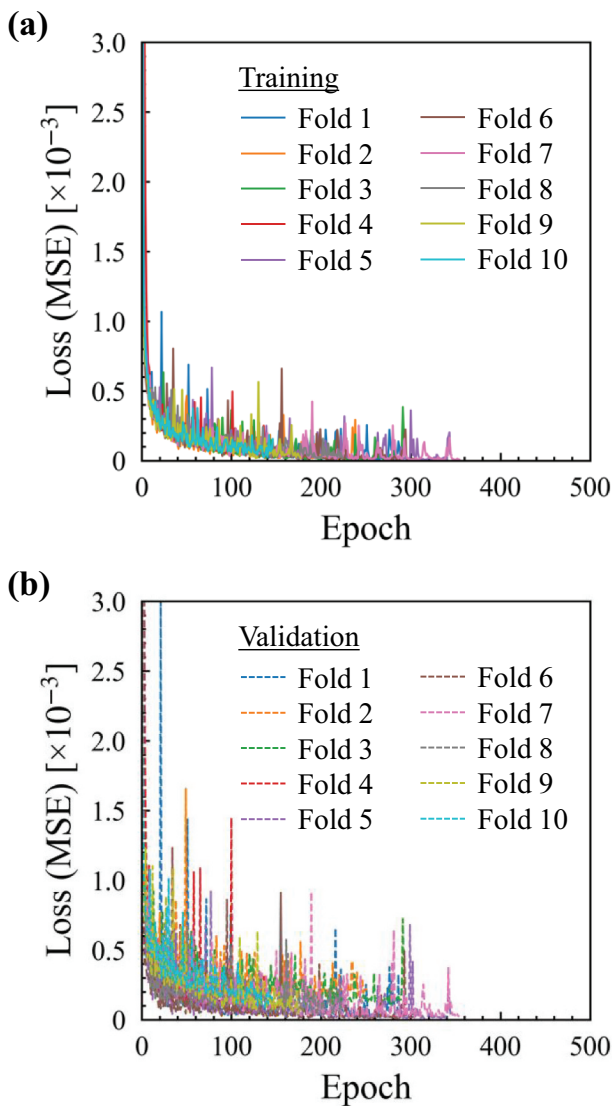 (a)
3.0
2.5
2.0
1.5
1.0
0.5
0
Loss (MSE) [×10⁻³]
Training
Fold 1
Fold 2
Fold 3
Fold 4
Fold 5
Fold 6
Fold 7
Fold 8
Fold 9
Fold 10
0 100 200 300 400 500
Epoch
(b)
3.0
2.5
2.0
1.5
1.0
0.5
0
Loss (MSE) [×10⁻³]
Validation
Fold 1
Fold 2
Fold 3
Fold 4
Fold 5
Fold 6
Fold 7
Fold 8
Fold 9
Fold 10
0 100 200 300 400 500
Epoch